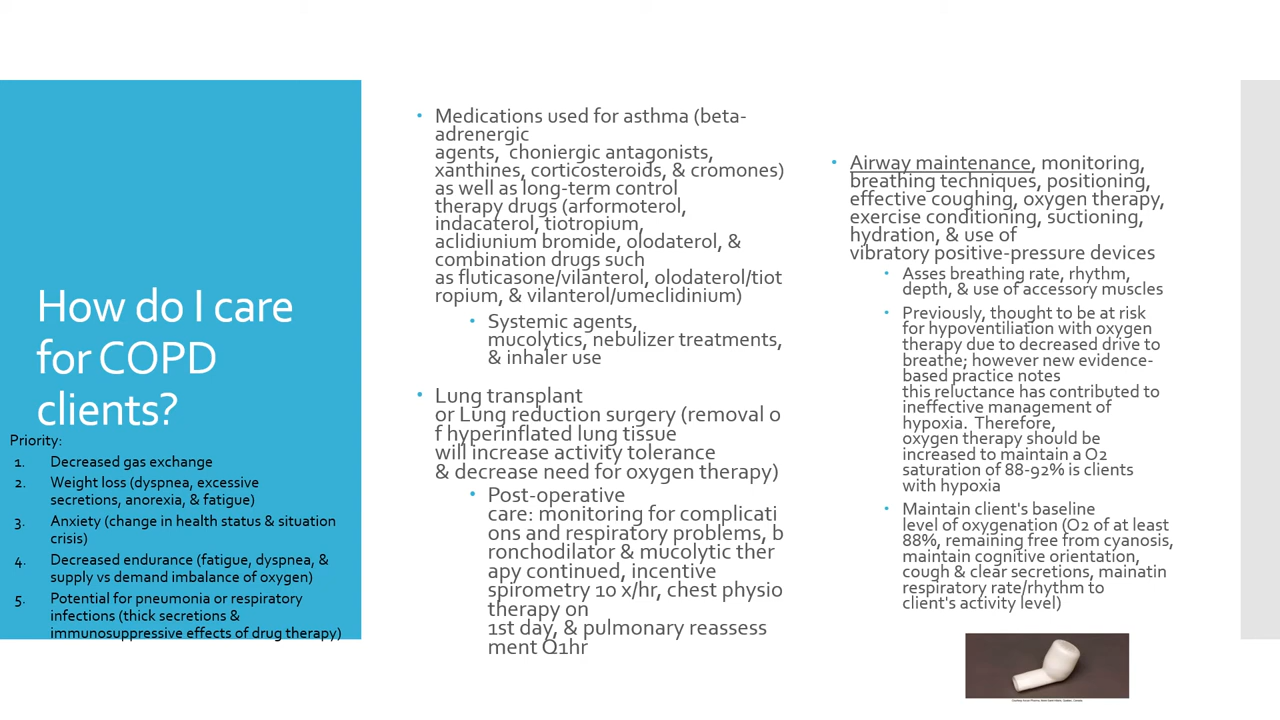 How do I care
for COPD
clients?
Priority:
1. Decreased gas exchange
2. Weight loss (dyspnea, excessive
secretions, anorexia, & fatigue)
3. Anxiety (change in health status & situation
crisis)
4. Decreased endurance (fatigue, dyspnea, &
supply vs demand imbalance of oxygen)
5. Potential for pneumonia or respiratory
infections (thick secretions &
immunosuppressive effects of drug therapy)
• Medications used for asthma (beta-
adrenergic
agents,  choniergic antagonists,
xanthines, corticosteroids, & cromones)
as well as long-term control
therapy drugs (arformoterol,
indacaterol, tiotropium,
aclidiunium bromide, olodaterol, &
combination drugs such
as fluticasone/vilanterol, olodaterol/tiot
ropium, & vilanterol/umeclidinium)
• Systemic agents,
mucolytics, nebulizer treatments,
& inhaler use
• Lung transplant
or Lung reduction surgery (removal o
f hyperinflated lung tissue
will increase activity tolerance
& decrease need for oxygen therapy)
• Post-operative
care: monitoring for complicati
ons and respiratory problems, b
ronchodilator & mucolytic ther
apy continued, incentive
spirometry 10 x/hr, chest physio
therapy on
1st day, & pulmonary reassess
ment Q1hr
• Airway maintenance, monitoring,
breathing techniques, positioning,
effective coughing, oxygen therapy,
exercise conditioning, suctioning,
hydration, & use of
vibratory positive-pressure devices
• Asses breathing rate, rhythm,
depth, & use of accessory muscles
• Previously, thought to be at risk
for hypoventiliation with oxygen
therapy due to decreased drive to
breathe; however new evidence-
based practice notes
this reluctance has contributed to
ineffective management of
hypoxia.  Therefore,
oxygen therapy should be
increased to maintain a O2
saturation of 88-92% is clients
with hypoxia
• Maintain client's baseline
level of oxygenation (O2 of at least
88%, remaining free from cyanosis,
maintain cognitive orientation,
cough & clear secretions, mainatin
respiratory rate/rhythm to
client's activity level)